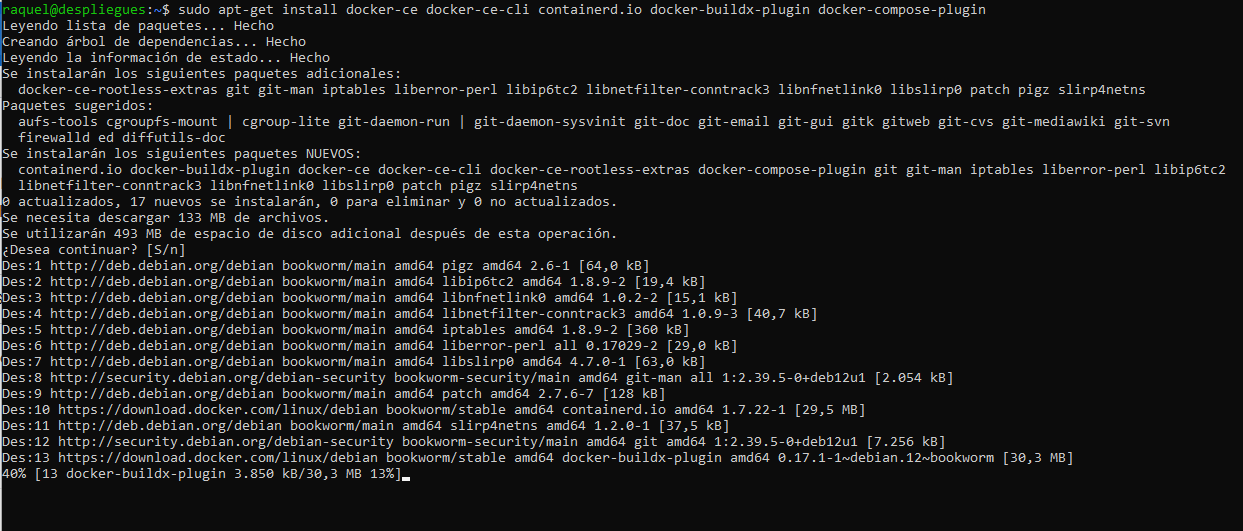 raquel@despliegues:~$ sudo apt-get install docker-ce docker-ce-cli containerd.io docker-buildx-plugin docker-compose-plugin
Leyendo lista de paquetes... Hecho
Creando árbol de dependencias... Hecho
Leyendo la información de estado... Hecho
Se instalarán los siguientes paquetes adicionales:
  docker-ce-rootless-extras git git-man iptables liberror-perl libip6tc2 libnetfilter-conntrack3 libnfnetlink0 libslirp0 patch pigz slirp4netns
Paquetes sugeridos:
  aufs-tools cgroupfs-mount | cgroup-lite git-daemon-run | git-daemon-sysvinit git-doc git-email git-gui gitk gitweb git-cvs git-mediawiki git-svn
  firewalld ed diffutils-doc
Se instalarán los siguientes paquetes NUEVOS:
  containerd.io docker-buildx-plugin docker-ce docker-ce-cli docker-ce-rootless-extras docker-compose-plugin git git-man iptables liberror-perl libip6tc2
  libnetfilter-conntrack3 libnfnetlink0 libslirp0 patch pigz slirp4netns
0 actualizados, 17 nuevos se instalarán, 0 para eliminar y 0 no actualizados.
Se necesita descargar 133 MB de archivos.
Se utilizarán 493 MB de espacio de disco adicional después de esta operación.
¿Desea continuar? [S/n]
Des:1 http://deb.debian.org/debian bookworm/main amd64 pigz amd64 2.6-1 [64,0 kB]
Des:2 http://deb.debian.org/debian bookworm/main amd64 libip6tc2 amd64 1.8.9-2 [19,4 kB]
Des:3 http://deb.debian.org/debian bookworm/main amd64 libnfnetlink0 amd64 1.0.2-2 [15,1 kB]
Des:4 http://deb.debian.org/debian bookworm/main amd64 libnetfilter-conntrack3 amd64 1.0.9-3 [40,7 kB]
Des:5 http://deb.debian.org/debian bookworm/main amd64 iptables amd64 1.8.9-2 [360 kB]
Des:6 http://deb.debian.org/debian bookworm/main amd64 liberror-perl all 0.17029-2 [29,0 kB]
Des:7 http://deb.debian.org/debian bookworm/main amd64 libslirp0 amd64 4.7.0-1 [63,0 kB]
Des:8 http://security.debian.org/debian-security bookworm-security/main amd64 git-man all 1:2.39.5-0+deb12u1 [2.054 kB]
Des:9 http://deb.debian.org/debian bookworm/main amd64 patch amd64 2.7.6-7 [128 kB]
Des:10 https://download.docker.com/linux/debian bookworm/stable amd64 containerd.io amd64 1.7.22-1 [29,5 MB]
Des:11 http://deb.debian.org/debian bookworm/main amd64 slirp4netns amd64 1.2.0-1 [37,5 kB]
Des:12 http://security.debian.org/debian-security bookworm-security/main amd64 git amd64 1:2.39.5-0+deb12u1 [7.256 kB]
Des:13 https://download.docker.com/linux/debian bookworm/stable amd64 docker-buildx-plugin amd64 0.17.1-1~debian.12~bookworm [30,3 MB]
40% [13 docker-buildx-plugin 3.850 kB/30,3 MB 13%]